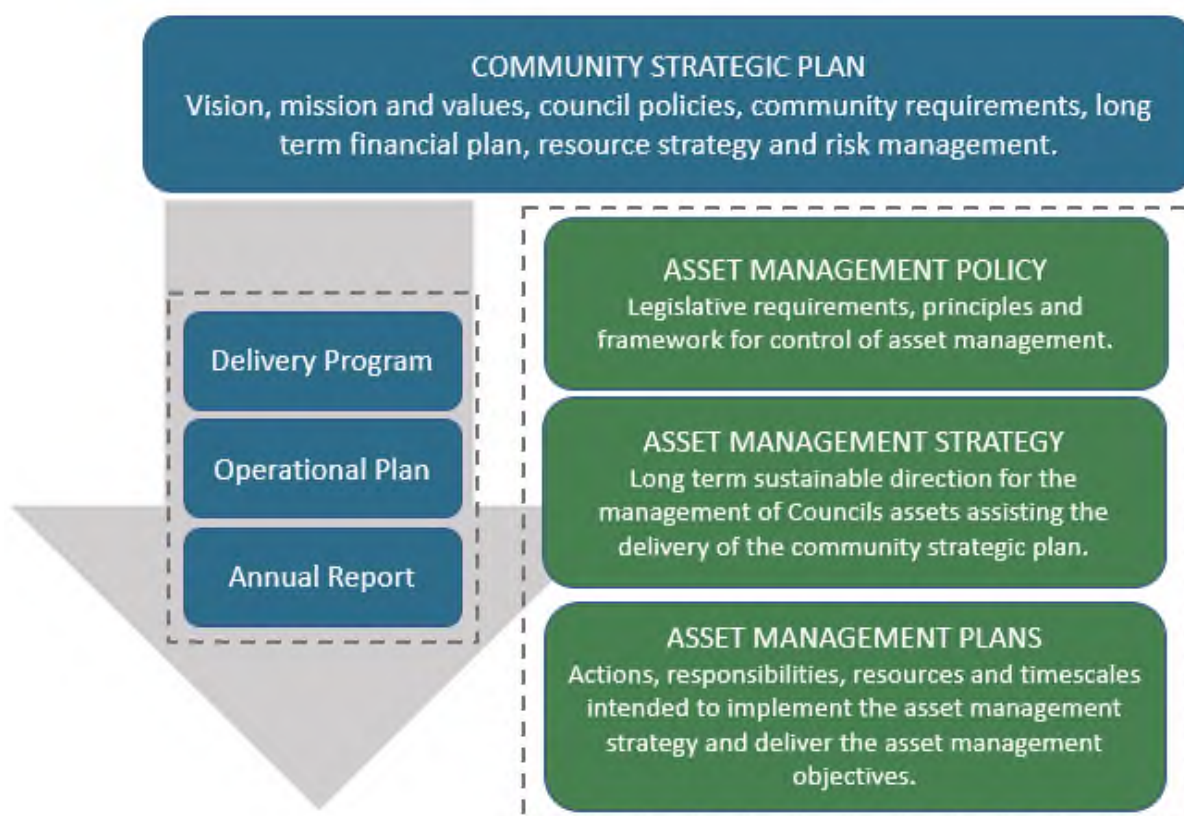 COMMUNITY STRATEGIC PLAN
Vision, mission and values, council policies, community requirements, long
term financial plan, resource strategy and risk management.
Delivery Program
Operational Plan
Annual Report
ASSET MANAGEMENT POLICY
Legislative requirements, principles and
framework for control of asset management.
ASSET MANAGEMENT STRATEGY
Long term sustainable direction for the
management of Councils assets assisting the
delivery of the community strategic plan.
ASSET MANAGEMENT PLANS
Actions, responsibilities, resources and timescales
intended to implement the asset management
strategy and deliver the asset management
objectives.